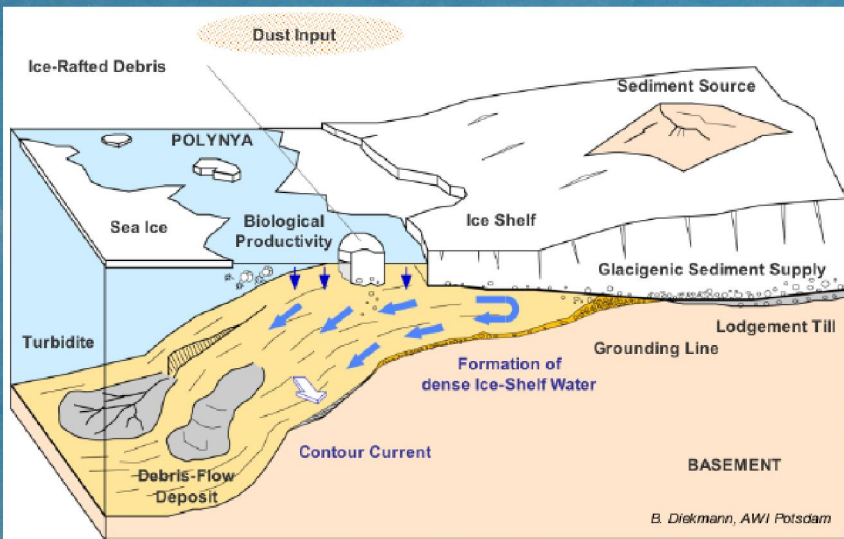 Dust Input
Ice-Rafted Debris
Sediment Source
POLYNYA
Sea Ice
Biological
Productivity
Ice Shelf
Glacigenic Sediment Supply
Turbidite
Lodgement Till
Grounding Line
Formation of
dense Ice-Shelf Water
Contour Current
Debris-Flow
Deposit
BASEMENT
B. Diekmann, AWI Potsdam